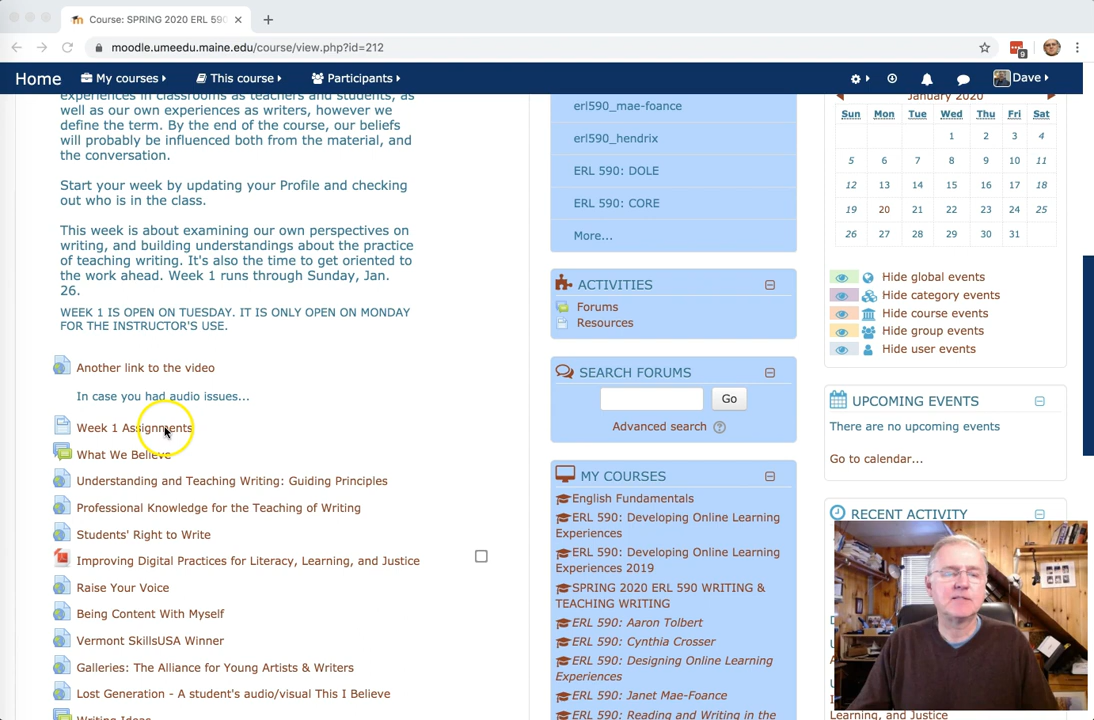 Course: SPRING 2020 ERL 590
moodle.umeedu.maine.edu/course/view.php?id=212
9
Home
My courses
This course
Participants
Dave
experiences in classrooms as teachers and students, as
well as our own experiences as writers, however we
define the term. By the end of the course, our beliefs
will probably be influenced both from the material, and
the conversation.
Start your week by updating your Profile and checking
out who is in the class.
This week is about examining our own perspectives on
writing, and building understandings about the practice
of teaching writing. It's also the time to get oriented to
the work ahead. Week 1 runs through Sunday, Jan.
26.
WEEK 1 IS OPEN ON TUESDAY. IT IS ONLY OPEN ON MONDAY
FOR THE INSTRUCTOR'S USE.
Another link to the video
In case you had audio issues...
Week 1 Assignments
What We Believe
Understanding and Teaching Writing: Guiding Principles
Professional Knowledge for the Teaching of Writing
Students' Right to Write
Improving Digital Practices for Literacy, Learning, and Justice
Raise Your Voice
Being Content With Myself
Vermont SkillsUSA Winner
Galleries: The Alliance for Young Artists & Writers
Lost Generation - A student's audio/visual This I Believe
Writing Ideas
erl590_mae-foance
erl590_hendrix
ERL 590: DOLE
ERL 590: CORE
More...
ACTIVITIES
Forums
Resources
SEARCH FORUMS
Go
Advanced search
MY COURSES
English Fundamentals
ERL 590: Developing Online Learning
Experiences
ERL 590: Developing Online Learning
Experiences 2019
SPRING 2020 ERL 590 WRITING &
TEACHING WRITING
ERL 590: Aaron Tolbert
ERL 590: Cynthia Crosser
ERL 590: Designing Online Learning
Experiences
ERL 590: Janet Mae-Foance
ERL 590: Reading and Writing in the
January 2020
Sun Mon Tue Wed Thu Fri Sat
1 2 3 4
5 6 7 8 9 10 11
12 13 14 15 16 17 18
19 20 21 22 23 24 25
26 27 28 29 30 31
Hide global events
Hide category events
Hide course events
Hide group events
Hide user events
UPCOMING EVENTS
There are no upcoming events
Go to calendar...
RECENT ACTIVITY
Learning, and Justice